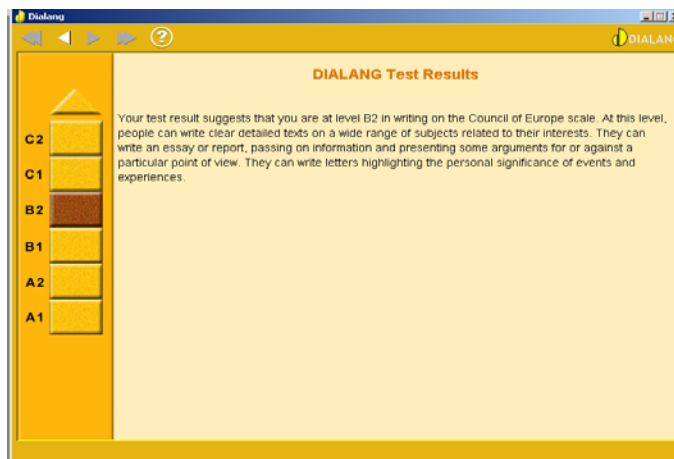 Dialang
?
DIALANG
DIALANG Test Results
Your test result suggests that you are at level B2 in writing on the Council of Europe scale. At this level,
people can write clear detailed texts on a wide range of subjects related to their interests. They can
write an essay or report, passing on information and presenting some arguments for or against a
particular point of view. They can write letters highlighting the personal significance of events and
experiences.
C2
C1
B2
B1
A2
A1